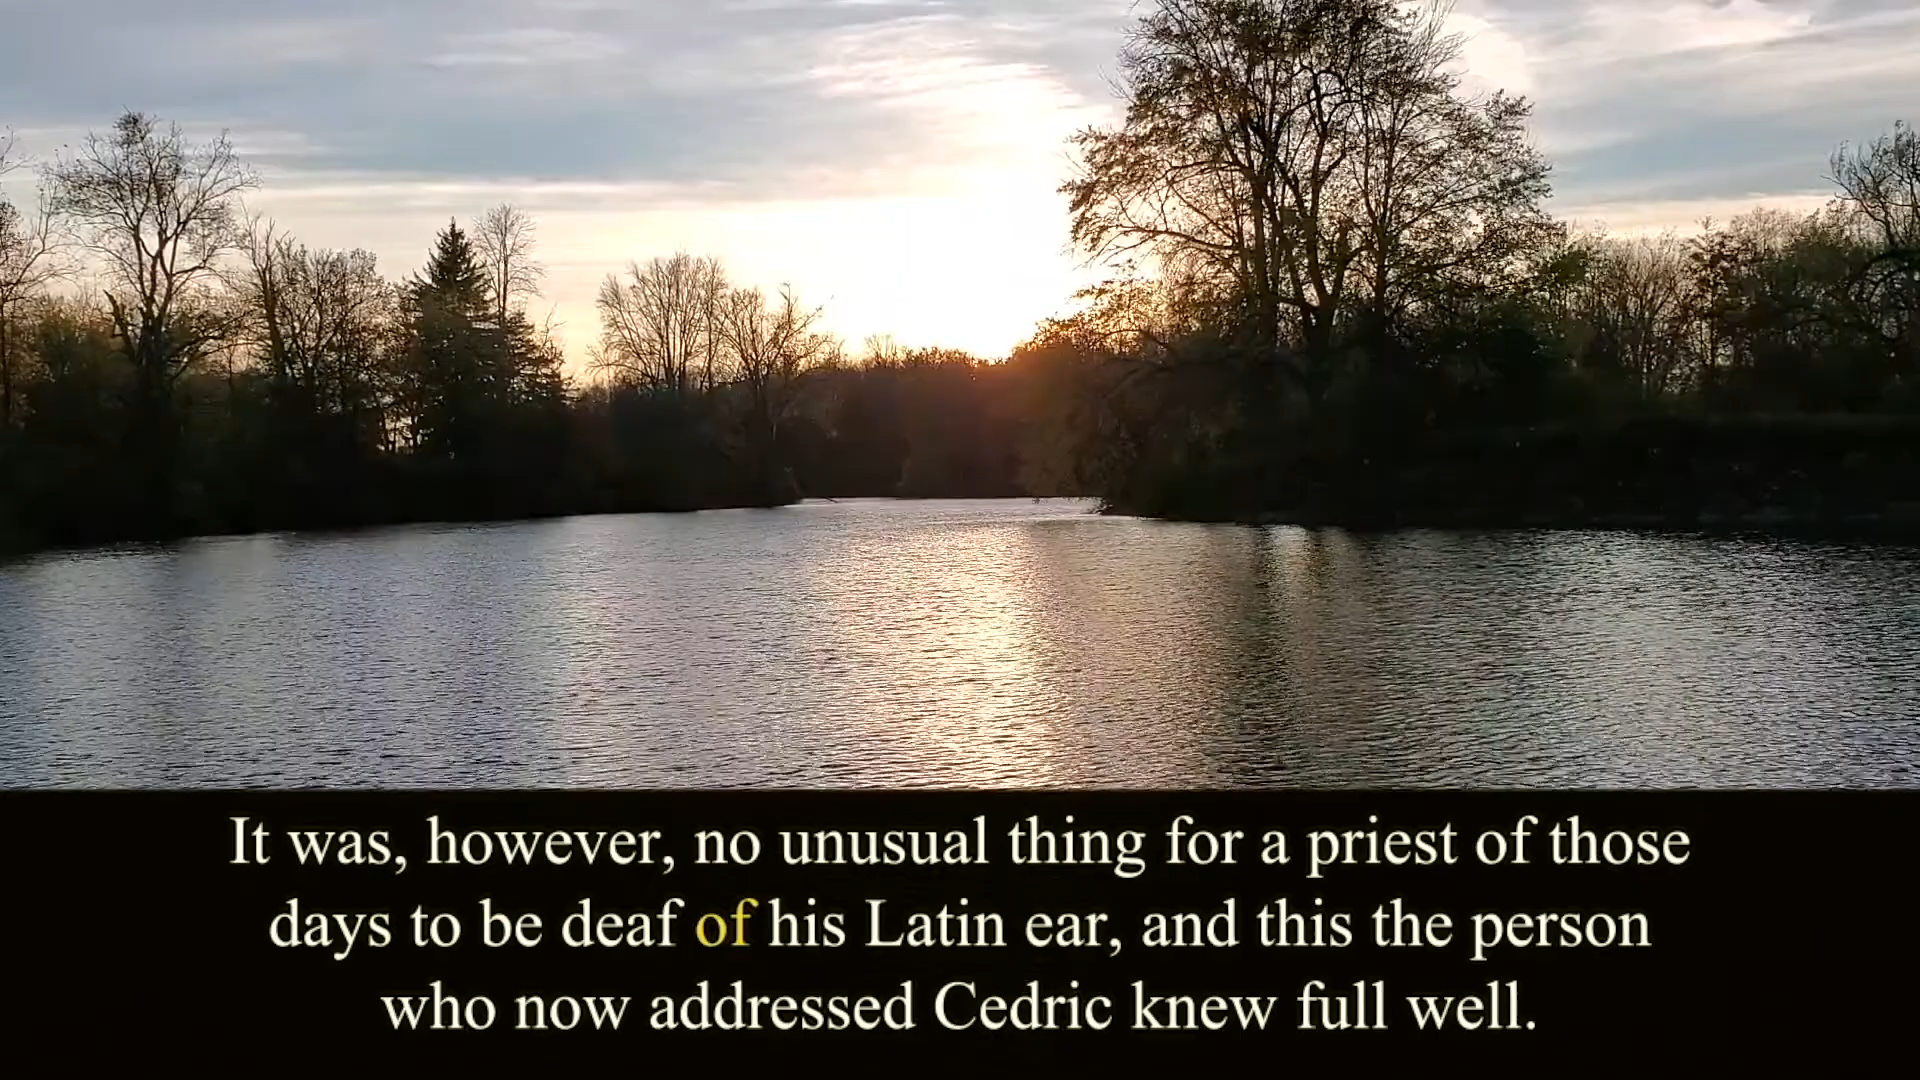 It was, however, no unusual thing for a priest of those
days to be deaf of his Latin ear, and this the person
who now addressed Cedric knew full well.